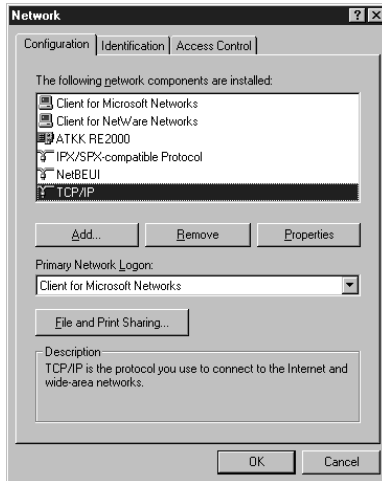 Network
Configuration Identification Access Control
The following network components are installed:
Client for Microsoft Networks
Client for NetWare Networks
ATKK RE2000
IPX/SPX-compatible Protocol
NetBEUI
TCP/IP
Add... Remove Properties
Primary Network Logon:
Client for Microsoft Networks
File and Print Sharing...
Description
TCP/IP is the protocol you use to connect to the Internet and
wide-area networks.
OK Cancel